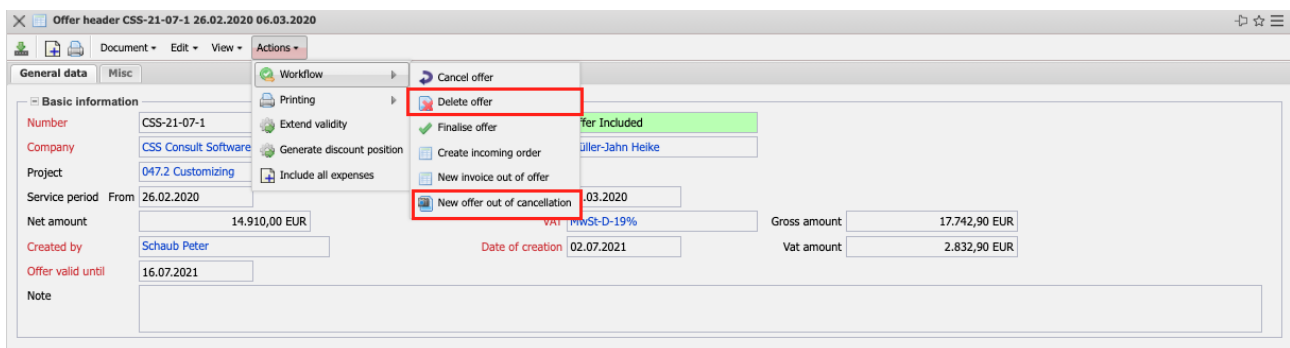 Offer header CSS-21-07-1 26.02.2020 06.03.2020
Document Edit View Actions
General data Misc
Workflow
Printing
Extend validity
Generate discount position
Include all expenses
Cancel offer
Delete offer
Finalise offer
Create incoming order
New invoice out of offer
New offer out of cancellation
Basic information
Number CSS-21-07-1 ffer Included
Company CSS Consult Software üller-Jahn Heike
Project 047.2 Customizing
Service period From 26.02.2020 .03.2020
Net amount 14.910,00 EUR VAT MwSt-D-19% Gross amount 17.742,90 EUR
Created by Schaub Peter Date of creation 02.07.2021 Vat amount 2.832,90 EUR
Offer valid until 16.07.2021
Note